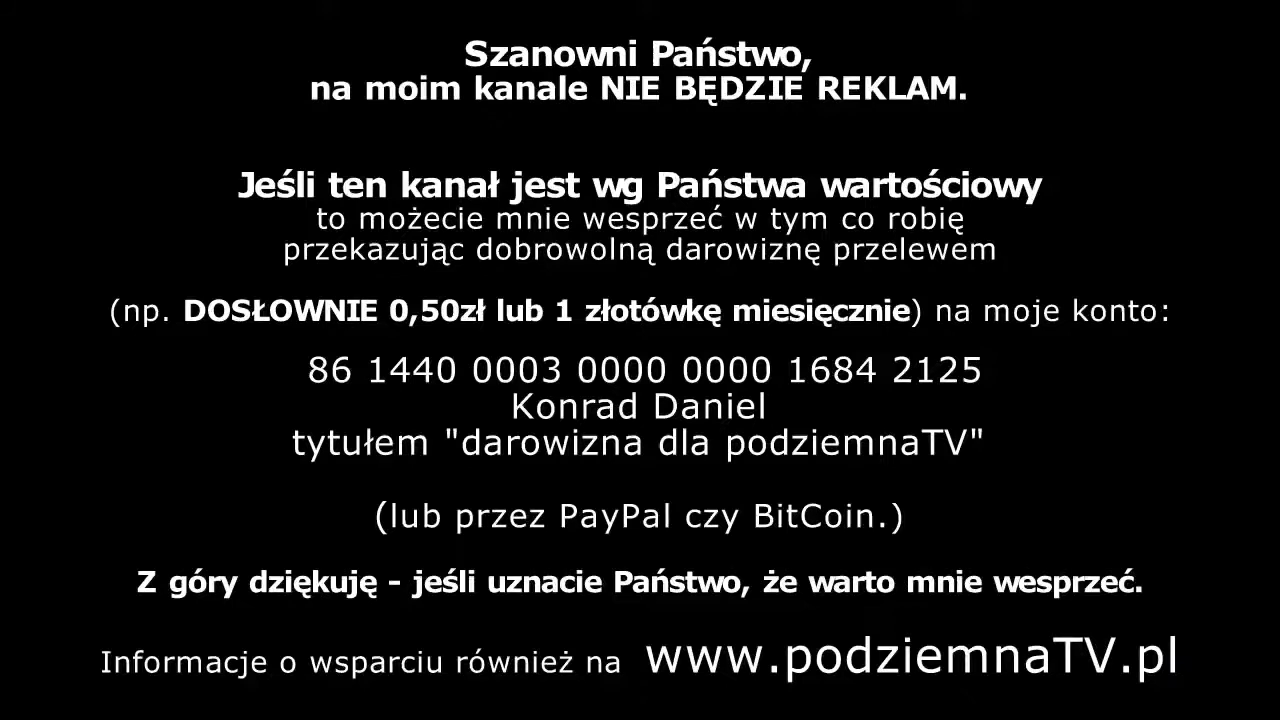 Szanowni Państwo,
na moim kanale NIE BĘDZIE REKLAM.
Jeśli ten kanał jest wg Państwa wartościowy
to możecie mnie wesprzeć w tym co robię
przekazując dobrowolną darowiznę przelewem
(np. DOSŁOWNIE 0,50zł lub 1 złotówkę miesięcznie) na moje konto:
86 1440 0003 0000 0000 1684 2125
Konrad Daniel
tytułem "darowizna dla podziemnaTV"
(lub przez PayPal czy BitCoin.)
Z góry dziękuję - jeśli uznacie Państwo, że warto mnie wesprzeć.
Informacje o wsparciu również na www.podziemnaTV.pl